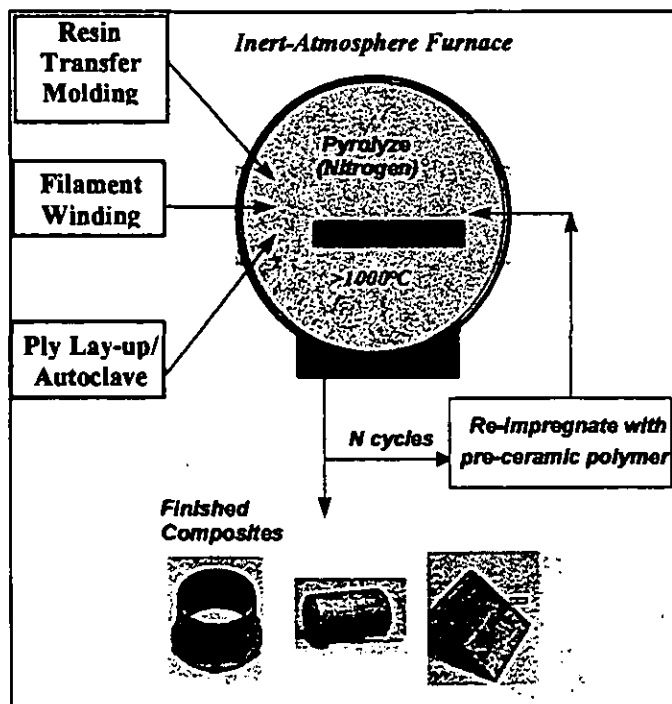 Resin
Transfer
Molding
Inert-Atmosphere Furnace
Pyrolyze
(Nitrogen)
Filament
Winding
>1000°C
Ply Lay-up/
Autoclave
N cycles
Re-impregnate with
pre-ceramic polymer
Finished
Composites